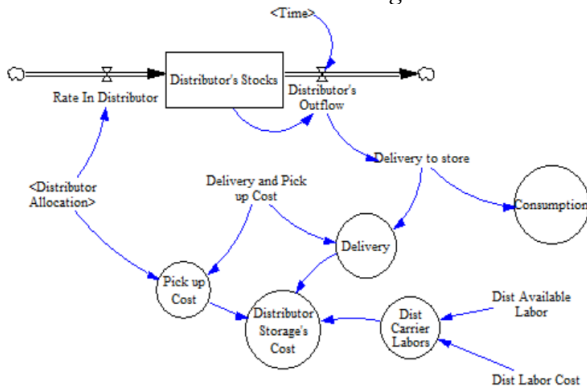 <Time>
Distributor's Stocks
Rate In Distributor
Distributor's
Outflow
Delivery to store
<Distributor
Allocation>
Delivery and Pick
up Cost
Consumption
Delivery
Pick up
Cost
Distributor
Storage's
Cost
Dist
Carrier
Labors
Dist Available
Labor
Dist Labor Cost